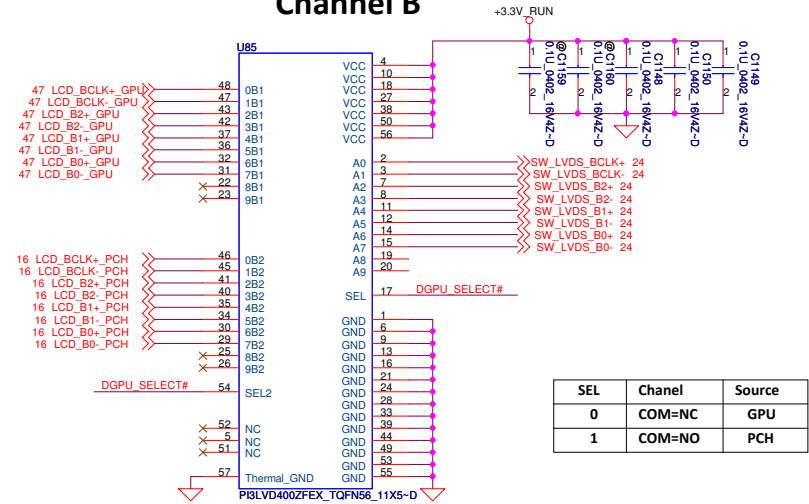 Channel B
+3.3V_RUN
U85
47 LCD_BCLK+_GPU 48 0B1
47 LCD_BCLK-_GPU 47 1B1
47 LCD_B2+_GPU 43 2B1
47 LCD_B2-_GPU 42 3B1
47 LCD_B1+_GPU 37 4B1
47 LCD_B1-_GPU 36 5B1
47 LCD_B0+_GPU 32 6B1
47 LCD_B0-_GPU 31 7B1
22 8B1
23 9B1
16 LCD_BCLK+_PCH 46 0B2
16 LCD_BCLK-_PCH 45 1B2
16 LCD_B2+_PCH 41 2B2
16 LCD_B2-_PCH 40 3B2
16 LCD_B1+_PCH 35 4B2
16 LCD_B1-_PCH 34 5B2
16 LCD_B0+_PCH 30 6B2
16 LCD_B0-_PCH 29 7B2
25 8B2
26 9B2
DGPU_SELECT# 54 SEL2
52 NC
5 NC
51 NC
57 Thermal_GND
VCC 4
VCC 10
VCC 18
VCC 27
VCC 38
VCC 50
VCC 56
A0 2 SW_LVDS_BCLK+ 24
A1 3 SW_LVDS_BCLK- 24
A2 7 SW_LVDS_B2+ 24
A3 8 SW_LVDS_B2- 24
A4 11 SW_LVDS_B1+ 24
A5 12 SW_LVDS_B1- 24
A6 14 SW_LVDS_B0+ 24
A7 15 SW_LVDS_B0- 24
A8 19
A9 20
SEL 17 DGPU_SELECT#
GND 1
GND 6
GND 9
GND 13
GND 16
GND 21
GND 24
GND 28
GND 33
GND 39
GND 44
GND 49
GND 53
GND 55
PI3LVD400ZFEX_TQFN56_11X5~D
1 2 @C1159
0.1U_0402_16V4Z~D
1 2 @C1160
0.1U_0402_16V4Z~D
1 2 C1148
0.1U_0402_16V4Z~D
1 2 C1150
0.1U_0402_16V4Z~D
1 2 C1149
0.1U_0402_16V4Z~D
SEL Chanel Source
0 COM=NC GPU
1 COM=NO PCH